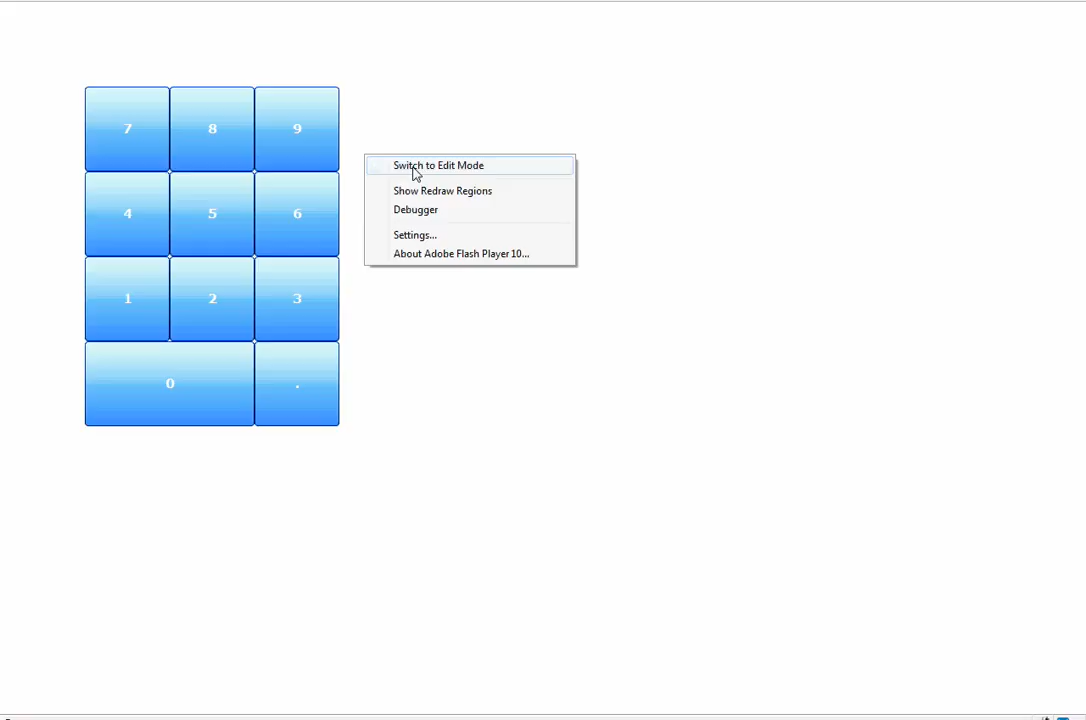 7 8 9
4 5 6
1 2 3
0 .
Switch to Edit Mode
Show Redraw Regions
Debugger
Settings...
About Adobe Flash Player 10...